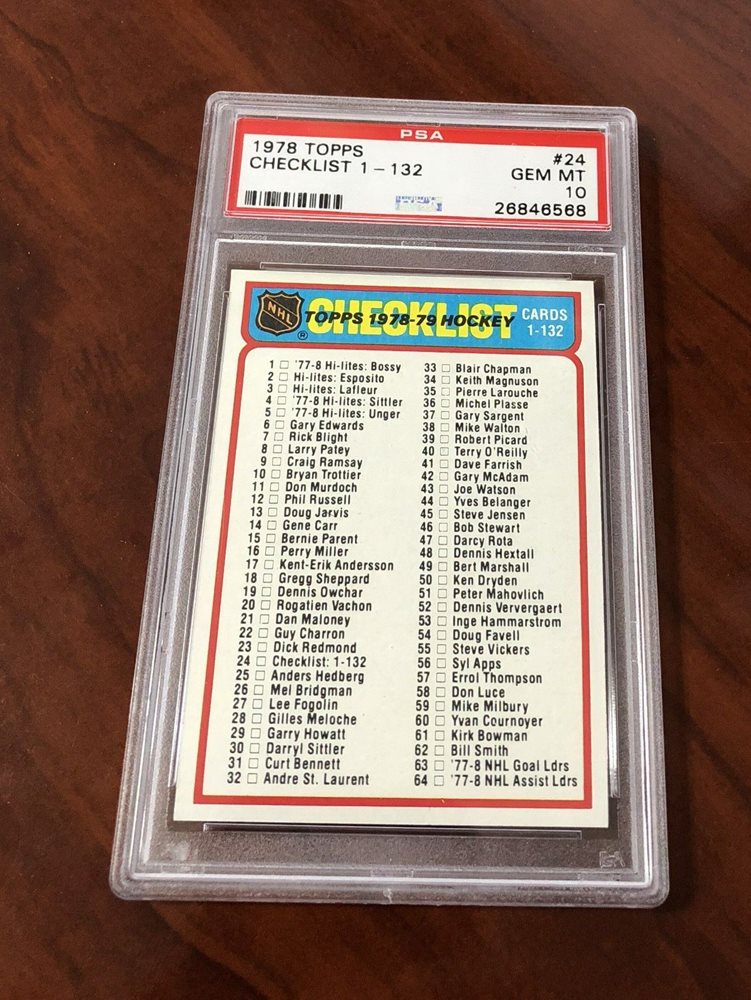 PSA
1978 TOPPS #24
CHECKLIST 1-132 GEM MT
10
26846568
NHL
®
CHECKLIST
TOPPS 1978-79 HOCKEY
CARDS
1-132
1 □ '77-8 Hi-lites: Bossy
2 □ Hi-lites: Esposito
3 □ Hi-lites: Lafleur
4 □ '77-8 Hi-lites: Sittler
5 □ '77-8 Hi-lites: Unger
6 □ Gary Edwards
7 □ Rick Blight
8 □ Larry Patey
9 □ Craig Ramsay
10 □ Bryan Trottier
11 □ Don Murdoch
12 □ Phil Russell
13 □ Doug Jarvis
14 □ Gene Carr
15 □ Bernie Parent
16 □ Perry Miller
17 □ Kent-Erik Andersson
18 □ Gregg Sheppard
19 □ Dennis Owchar
20 □ Rogatien Vachon
21 □ Dan Maloney
22 □ Guy Charron
23 □ Dick Redmond
24 □ Checklist: 1-132
25 □ Anders Hedberg
26 □ Mel Bridgman
27 □ Lee Fogolin
28 □ Gilles Meloche
29 □ Garry Howatt
30 □ Darryl Sittler
31 □ Curt Bennett
32 □ Andre St. Laurent
33 □ Blair Chapman
34 □ Keith Magnuson
35 □ Pierre Larouche
36 □ Michel Plasse
37 □ Gary Sargent
38 □ Mike Walton
39 □ Robert Picard
40 □ Terry O'Reilly
41 □ Dave Farrish
42 □ Gary McAdam
43 □ Joe Watson
44 □ Yves Belanger
45 □ Steve Jensen
46 □ Bob Stewart
47 □ Darcy Rota
48 □ Dennis Hextall
49 □ Bert Marshall
50 □ Ken Dryden
51 □ Peter Mahovlich
52 □ Dennis Ververgaert
53 □ Inge Hammarstrom
54 □ Doug Favell
55 □ Steve Vickers
56 □ Syl Apps
57 □ Errol Thompson
58 □ Don Luce
59 □ Mike Milbury
60 □ Yvan Cournoyer
61 □ Kirk Bowman
62 □ Bill Smith
63 □ '77-8 NHL Goal Ldrs
64 □ '77-8 NHL Assist Ldrs